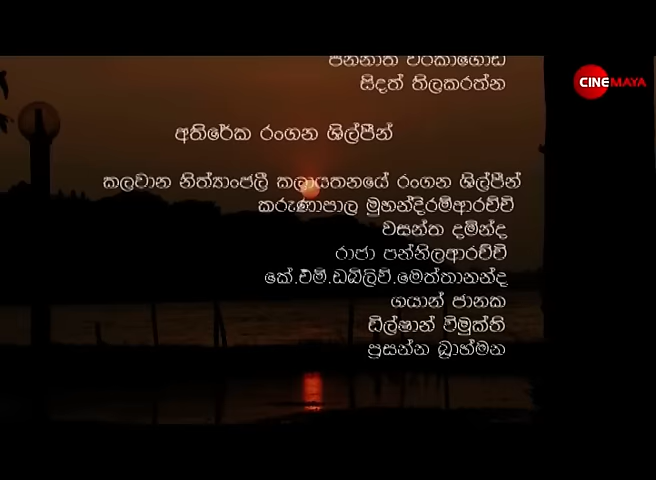 CINEMAYA
සිදත් තිලකරත්න
අතිරේක රංගන ශිල්පීන්
කලවාන නිත්‍යාංජලී කලායතනයේ රංගන ශිල්පීන්
කරුණාපාල මුහන්දිරම්ආරච්චි
වසන්ත දමින්ද
රාජා පන්නිලආරච්චි
කේ.එම්.ඩබ්ලිව්.මෙත්තානන්ද
ගයාන් ජානක
ඩිල්ෂාන් විමුක්ති
ප්‍රසන්න බ්‍රාහ්මන